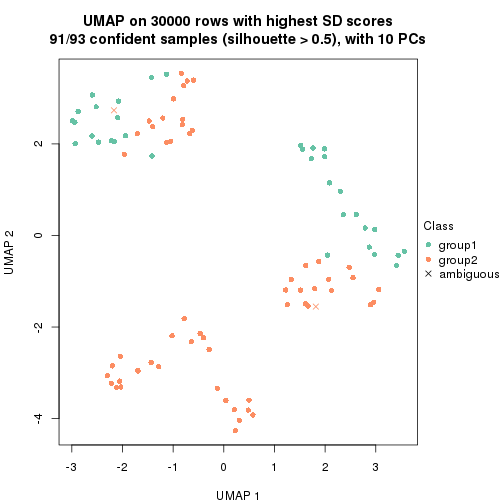 UMAP on 30000 rows with highest SD scores
91/93 confident samples (silhouette > 0.5), with 10 PCs
2
0
-2
-4
UMAP 2
-3 -2 -1 0 1 2 3
UMAP 1
Class
group1
group2
ambiguous